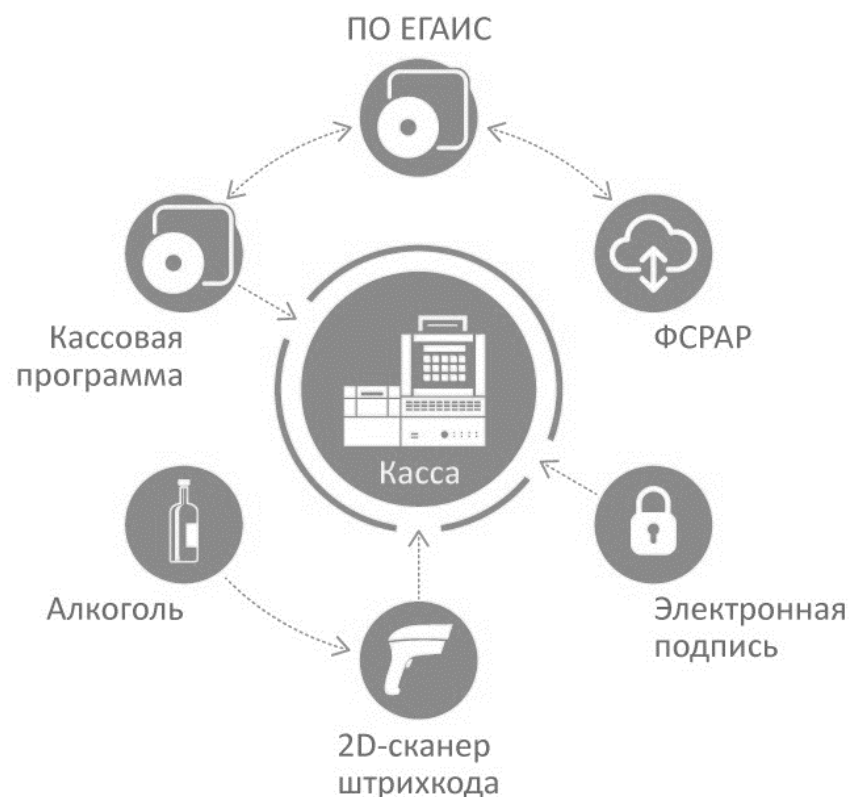 ПО ЕГАИС
Кассовая
программа
ФСРАР
Касса
Алкоголь
Электронная
подпись
2D-сканер
штрихкода